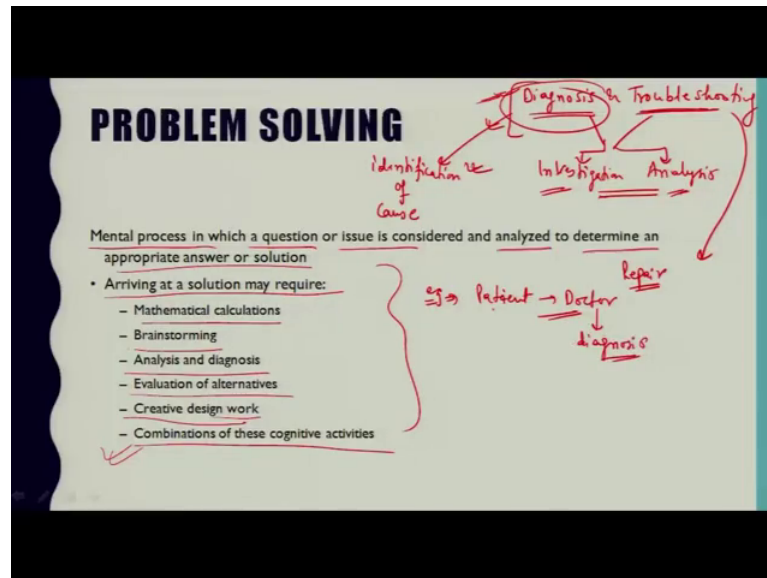 Diagnosis & Troubleshooting
PROBLEM SOLVING
Identification
of
Cause
Investigation Analysis
Mental process in which a question or issue is considered and analyzed to determine an
appropriate answer or solution
Repair
• Arriving at a solution may require:
eg → Patient → Doctor
– Mathematical calculations
– Brainstorming
diagnosis
– Analysis and diagnosis
– Evaluation of alternatives
– Creative design work
– Combinations of these cognitive activities